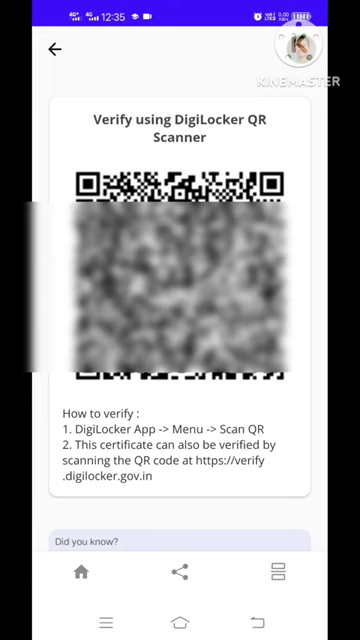 4G+ 4G 12:35
KINEMASTER
Verify using DigiLocker QR
Scanner
How to verify :
1. DigiLocker App -> Menu -> Scan QR
2. This certificate can also be verified by
scanning the QR code at https://verify
.digilocker.gov.in
Did you know?